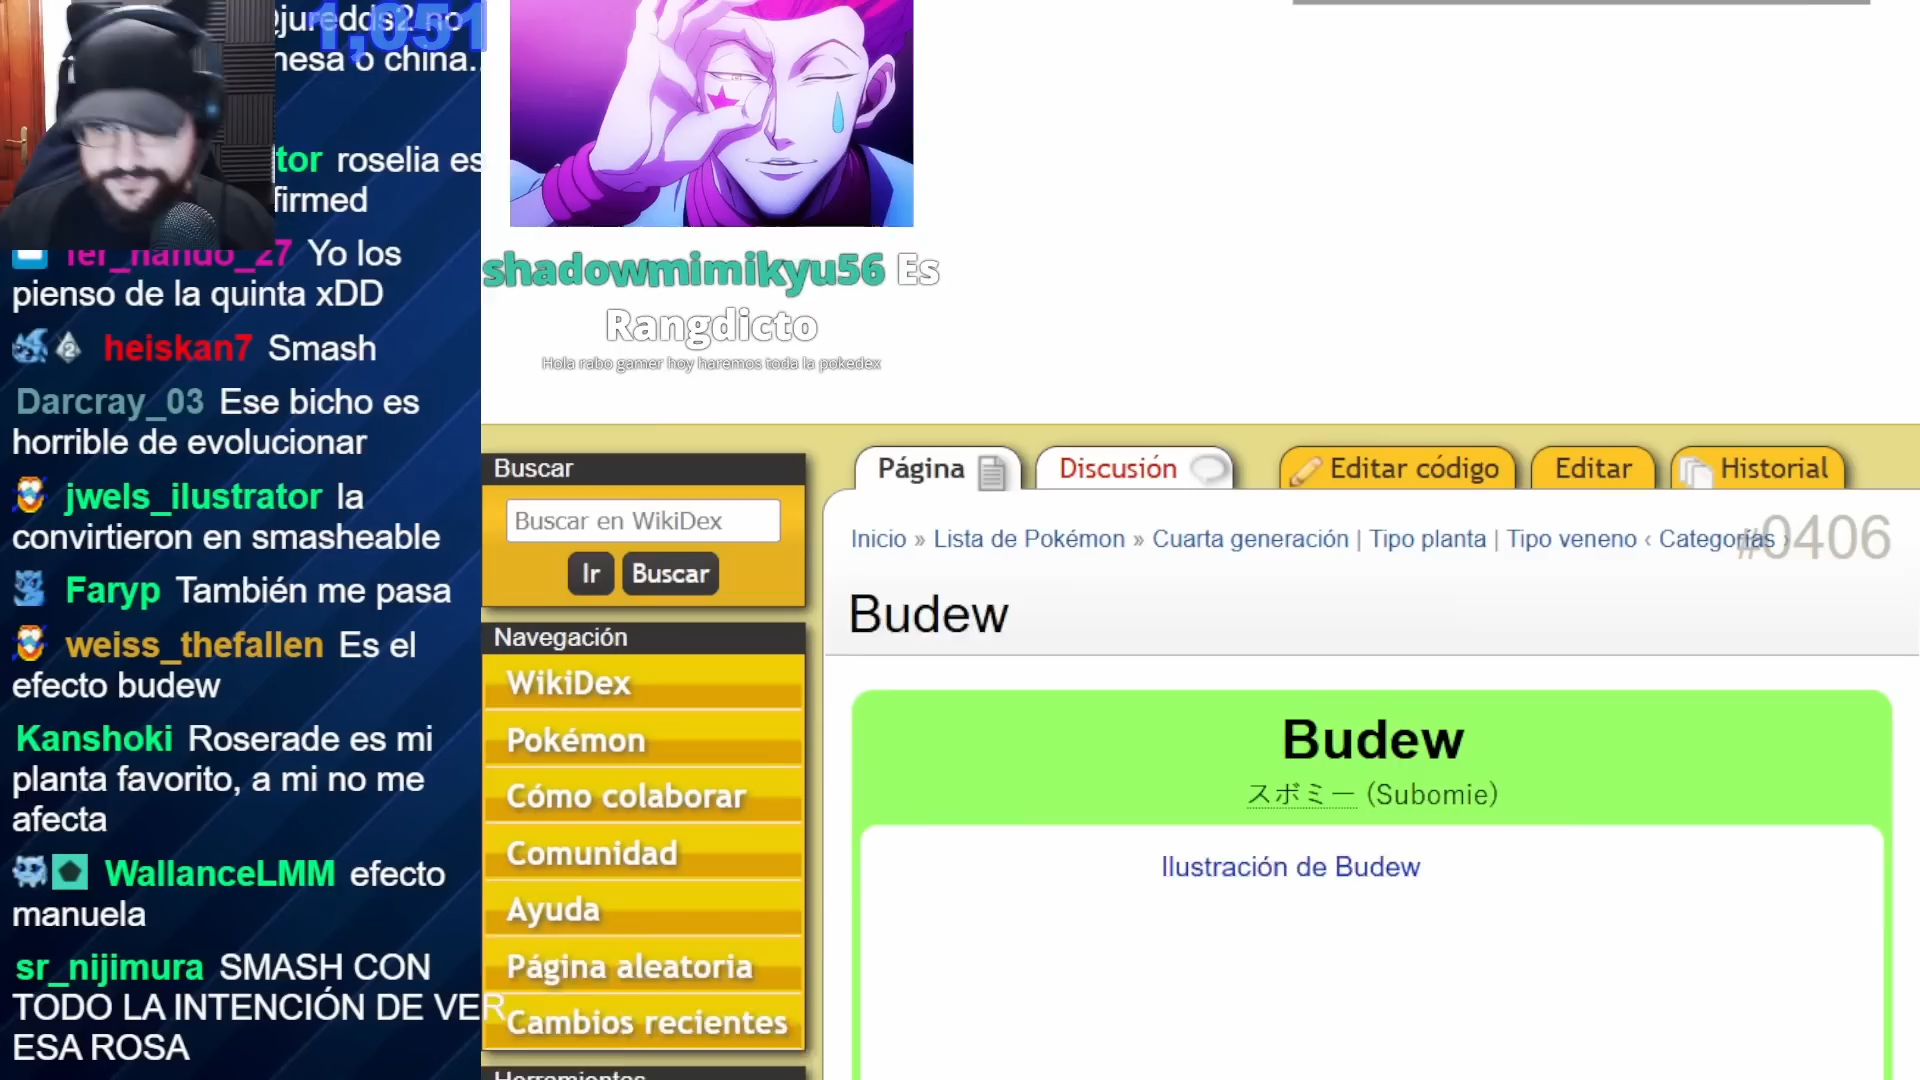 @juredds2 no
1,051
nesa o china..
tor roselia es
firmed
fer_nando_27 Yo los
pienso de la quinta xDD
heiskan7 Smash
Darcray_03 Ese bicho es
horrible de evolucionar
jwels_ilustrator la
convirtieron en smasheable
Faryp También me pasa
weiss_thefallen Es el
efecto budew
Kanshoki Roserade es mi
planta favorito, a mi no me
afecta
WallanceLMM efecto
manuela
sr_nijimura SMASH CON
TODO LA INTENCIÓN DE VER
ESA ROSA
shadowmimikyu56 Es
Rangdicto
Hola rabo gamer hoy haremos toda la pokedex
Buscar
Buscar en WikiDex
Ir Buscar
Navegación
WikiDex
Pokémon
Cómo colaborar
Comunidad
Ayuda
Página aleatoria
Cambios recientes
Herramientas
Página Discusión Editar código Editar Historial
Inicio » Lista de Pokémon » Cuarta generación | Tipo planta | Tipo veneno ‹ Categorías ›
#0406
Budew
Budew
スボミー (Subomie)
Ilustración de Budew